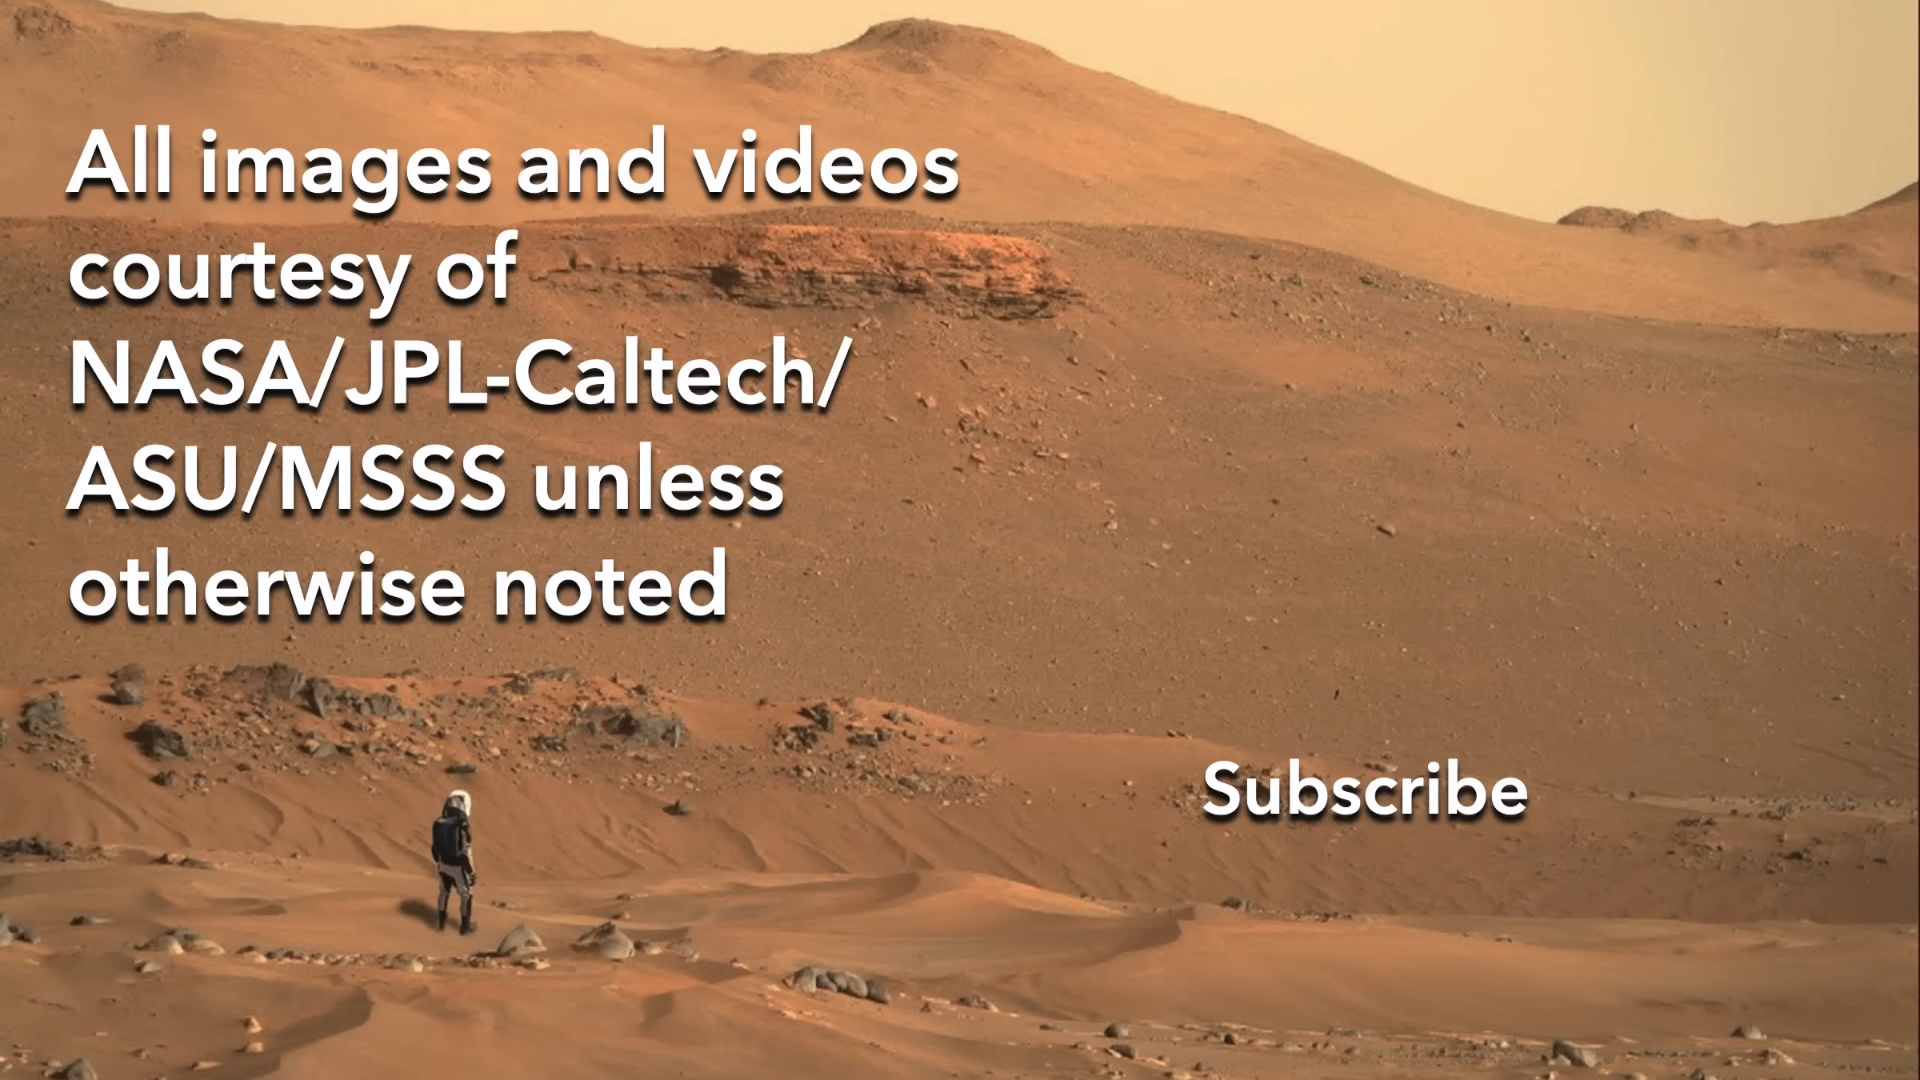 All images and videos
courtesy of
NASA/JPL-Caltech/
ASU/MSSS unless
otherwise noted
Subscribe